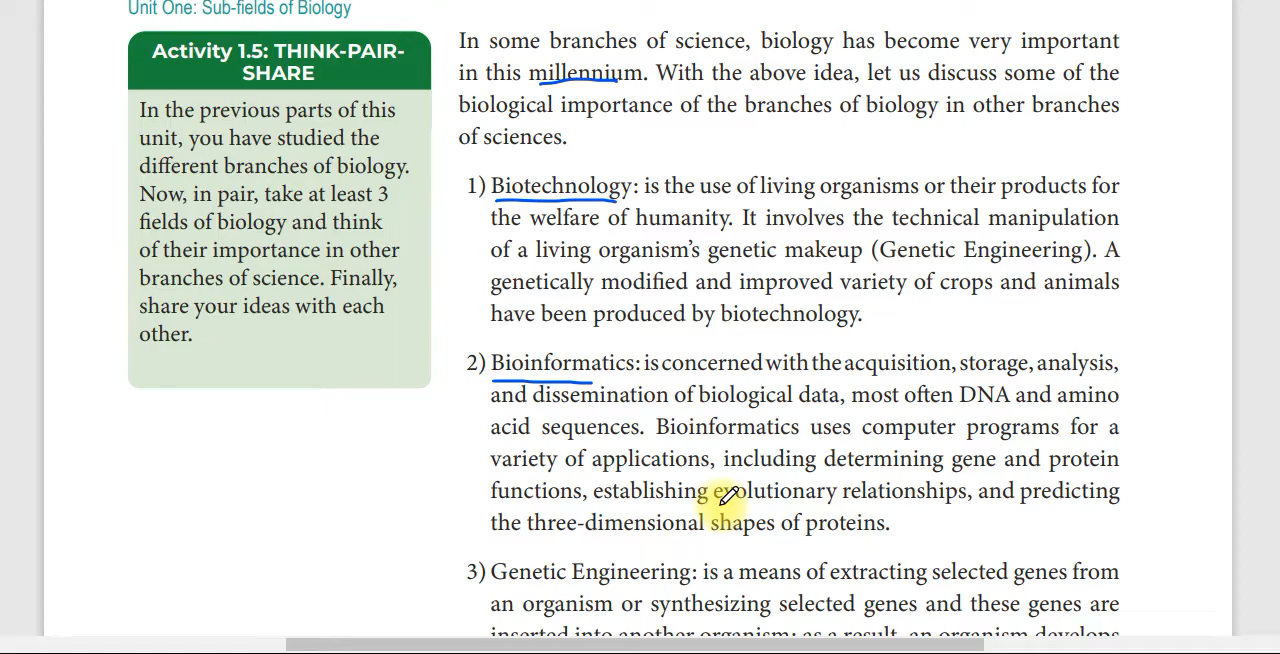 Unit One: Sub-fields of Biology
Activity 1.5: THINK-PAIR-
SHARE
In the previous parts of this
unit, you have studied the
different branches of biology.
Now, in pair, take at least 3
fields of biology and think
of their importance in other
branches of science. Finally,
share your ideas with each
other.
In some branches of science, biology has become very important
in this millennium. With the above idea, let us discuss some of the
biological importance of the branches of biology in other branches
of sciences.
1) Biotechnology: is the use of living organisms or their products for
the welfare of humanity. It involves the technical manipulation
of a living organism’s genetic makeup (Genetic Engineering). A
genetically modified and improved variety of crops and animals
have been produced by biotechnology.
2) Bioinformatics: is concerned with the acquisition, storage, analysis,
and dissemination of biological data, most often DNA and amino
acid sequences. Bioinformatics uses computer programs for a
variety of applications, including determining gene and protein
functions, establishing evolutionary relationships, and predicting
the three-dimensional shapes of proteins.
3) Genetic Engineering: is a means of extracting selected genes from
an organism or synthesizing selected genes and these genes are
inserted into another organism; as a result, an organism develops